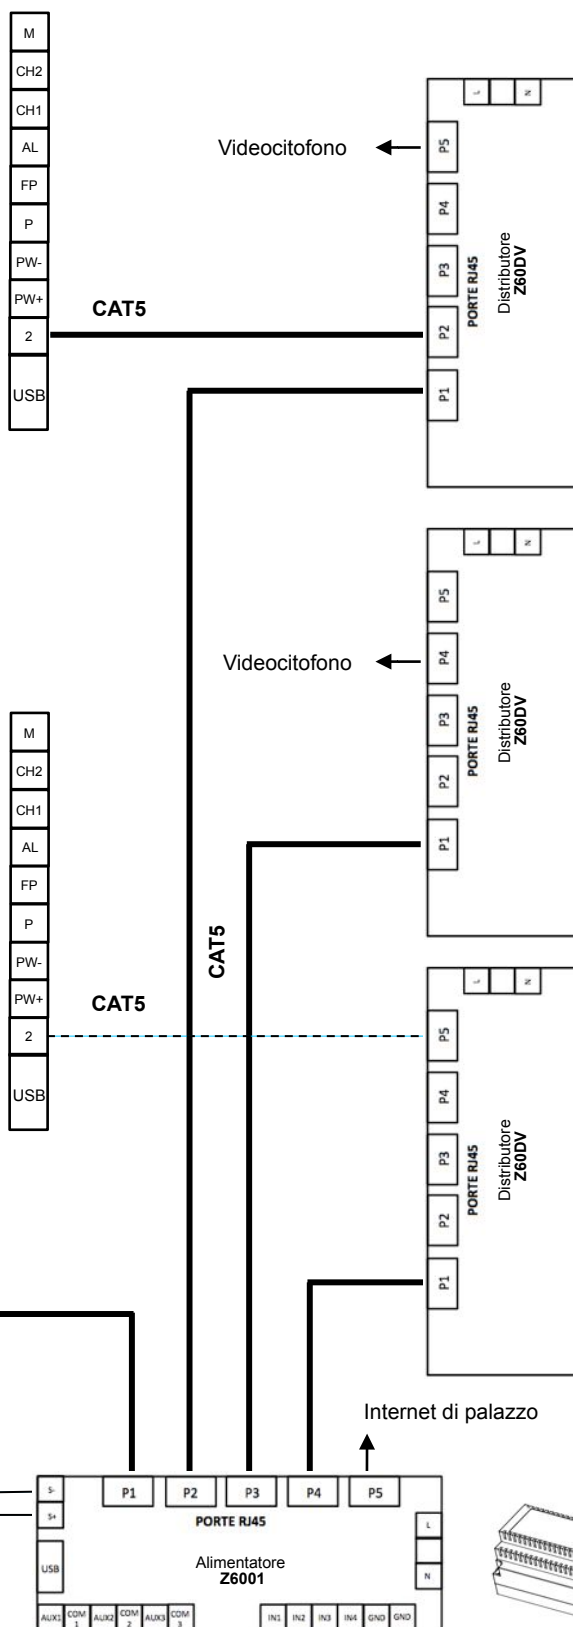 M
CH2
CH1
AL
FP
P
PW-
PW+
2
USB
CAT5
Videocitofono
L
N
P5
P4
P3
P2
P1
PORTE RJ45
Distributore
Z60DV
Videocitofono
L
N
P5
P4
P3
P2
P1
PORTE RJ45
Distributore
Z60DV
M
CH2
CH1
AL
FP
P
PW-
PW+
2
USB
CAT5
CAT5
L
N
P5
P4
P3
P2
P1
PORTE RJ45
Distributore
Z60DV
Internet di palazzo
S-
S+
USB
P1
P2
P3
P4
P5
PORTE RJ45
Alimentatore
Z6001
L
N
AUX1
COM
1
AUX2
COM
2
AUX3
COM
3
IN1
IN2
IN3
IN4
GND
GND